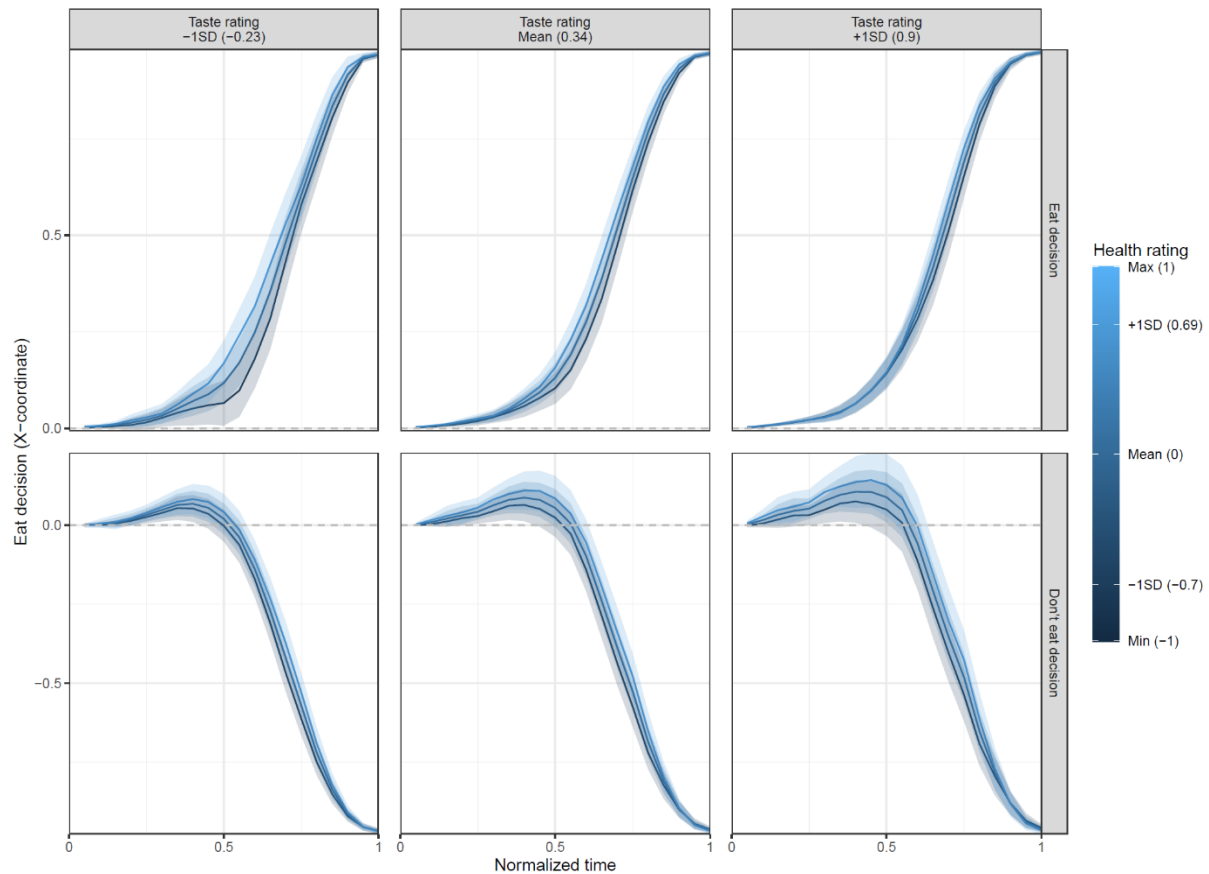 Taste rating
−1SD (−0.23)
Taste rating
Mean (0.34)
Taste rating
+1SD (0.9)
Eat decision (X−coordinate)
0.5
0.0
Eat decision
0.0
−0.5
Don't eat decision
0
0.5
1
0
0.5
1
0
0.5
1
Normalized time
Health rating
Max (1)
+1SD (0.69)
Mean (0)
−1SD (−0.7)
Min (−1)